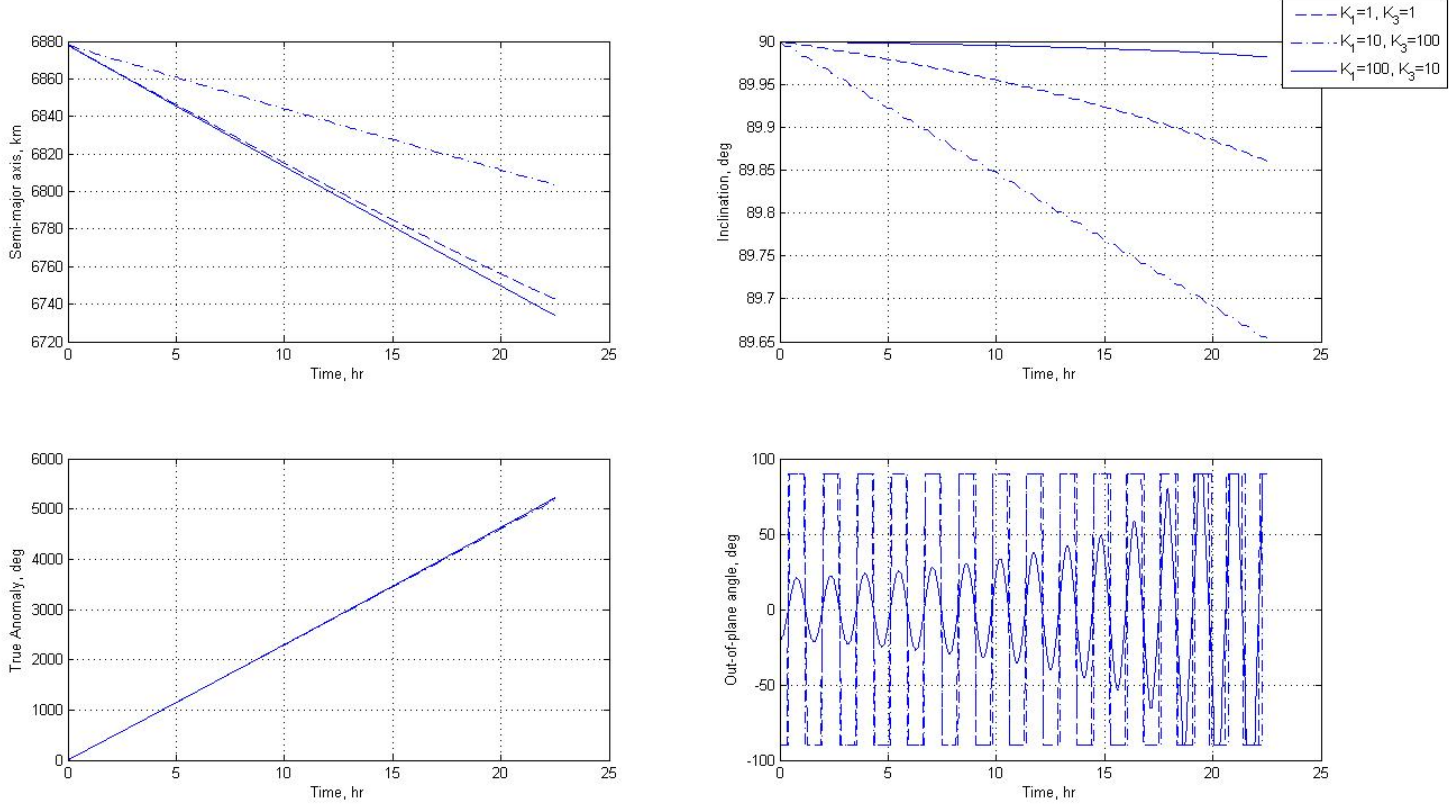 K1=1, K3=1
K1=10, K3=100
K1=100, K3=10
6880
6860
6840
6820
6800
6780
6760
6740
6720
Semi-major axis, km
0 5 10 15 20 25
Time, hr
90
89.95
89.9
89.85
89.8
89.75
89.7
89.65
Inclination, deg
0 5 10 15 20 25
Time, hr
6000
5000
4000
3000
2000
1000
0
True Anomaly, deg
0 5 10 15 20 25
Time, hr
100
50
0
-50
-100
Out-of-plane angle, deg
0 5 10 15 20 25
Time, hr